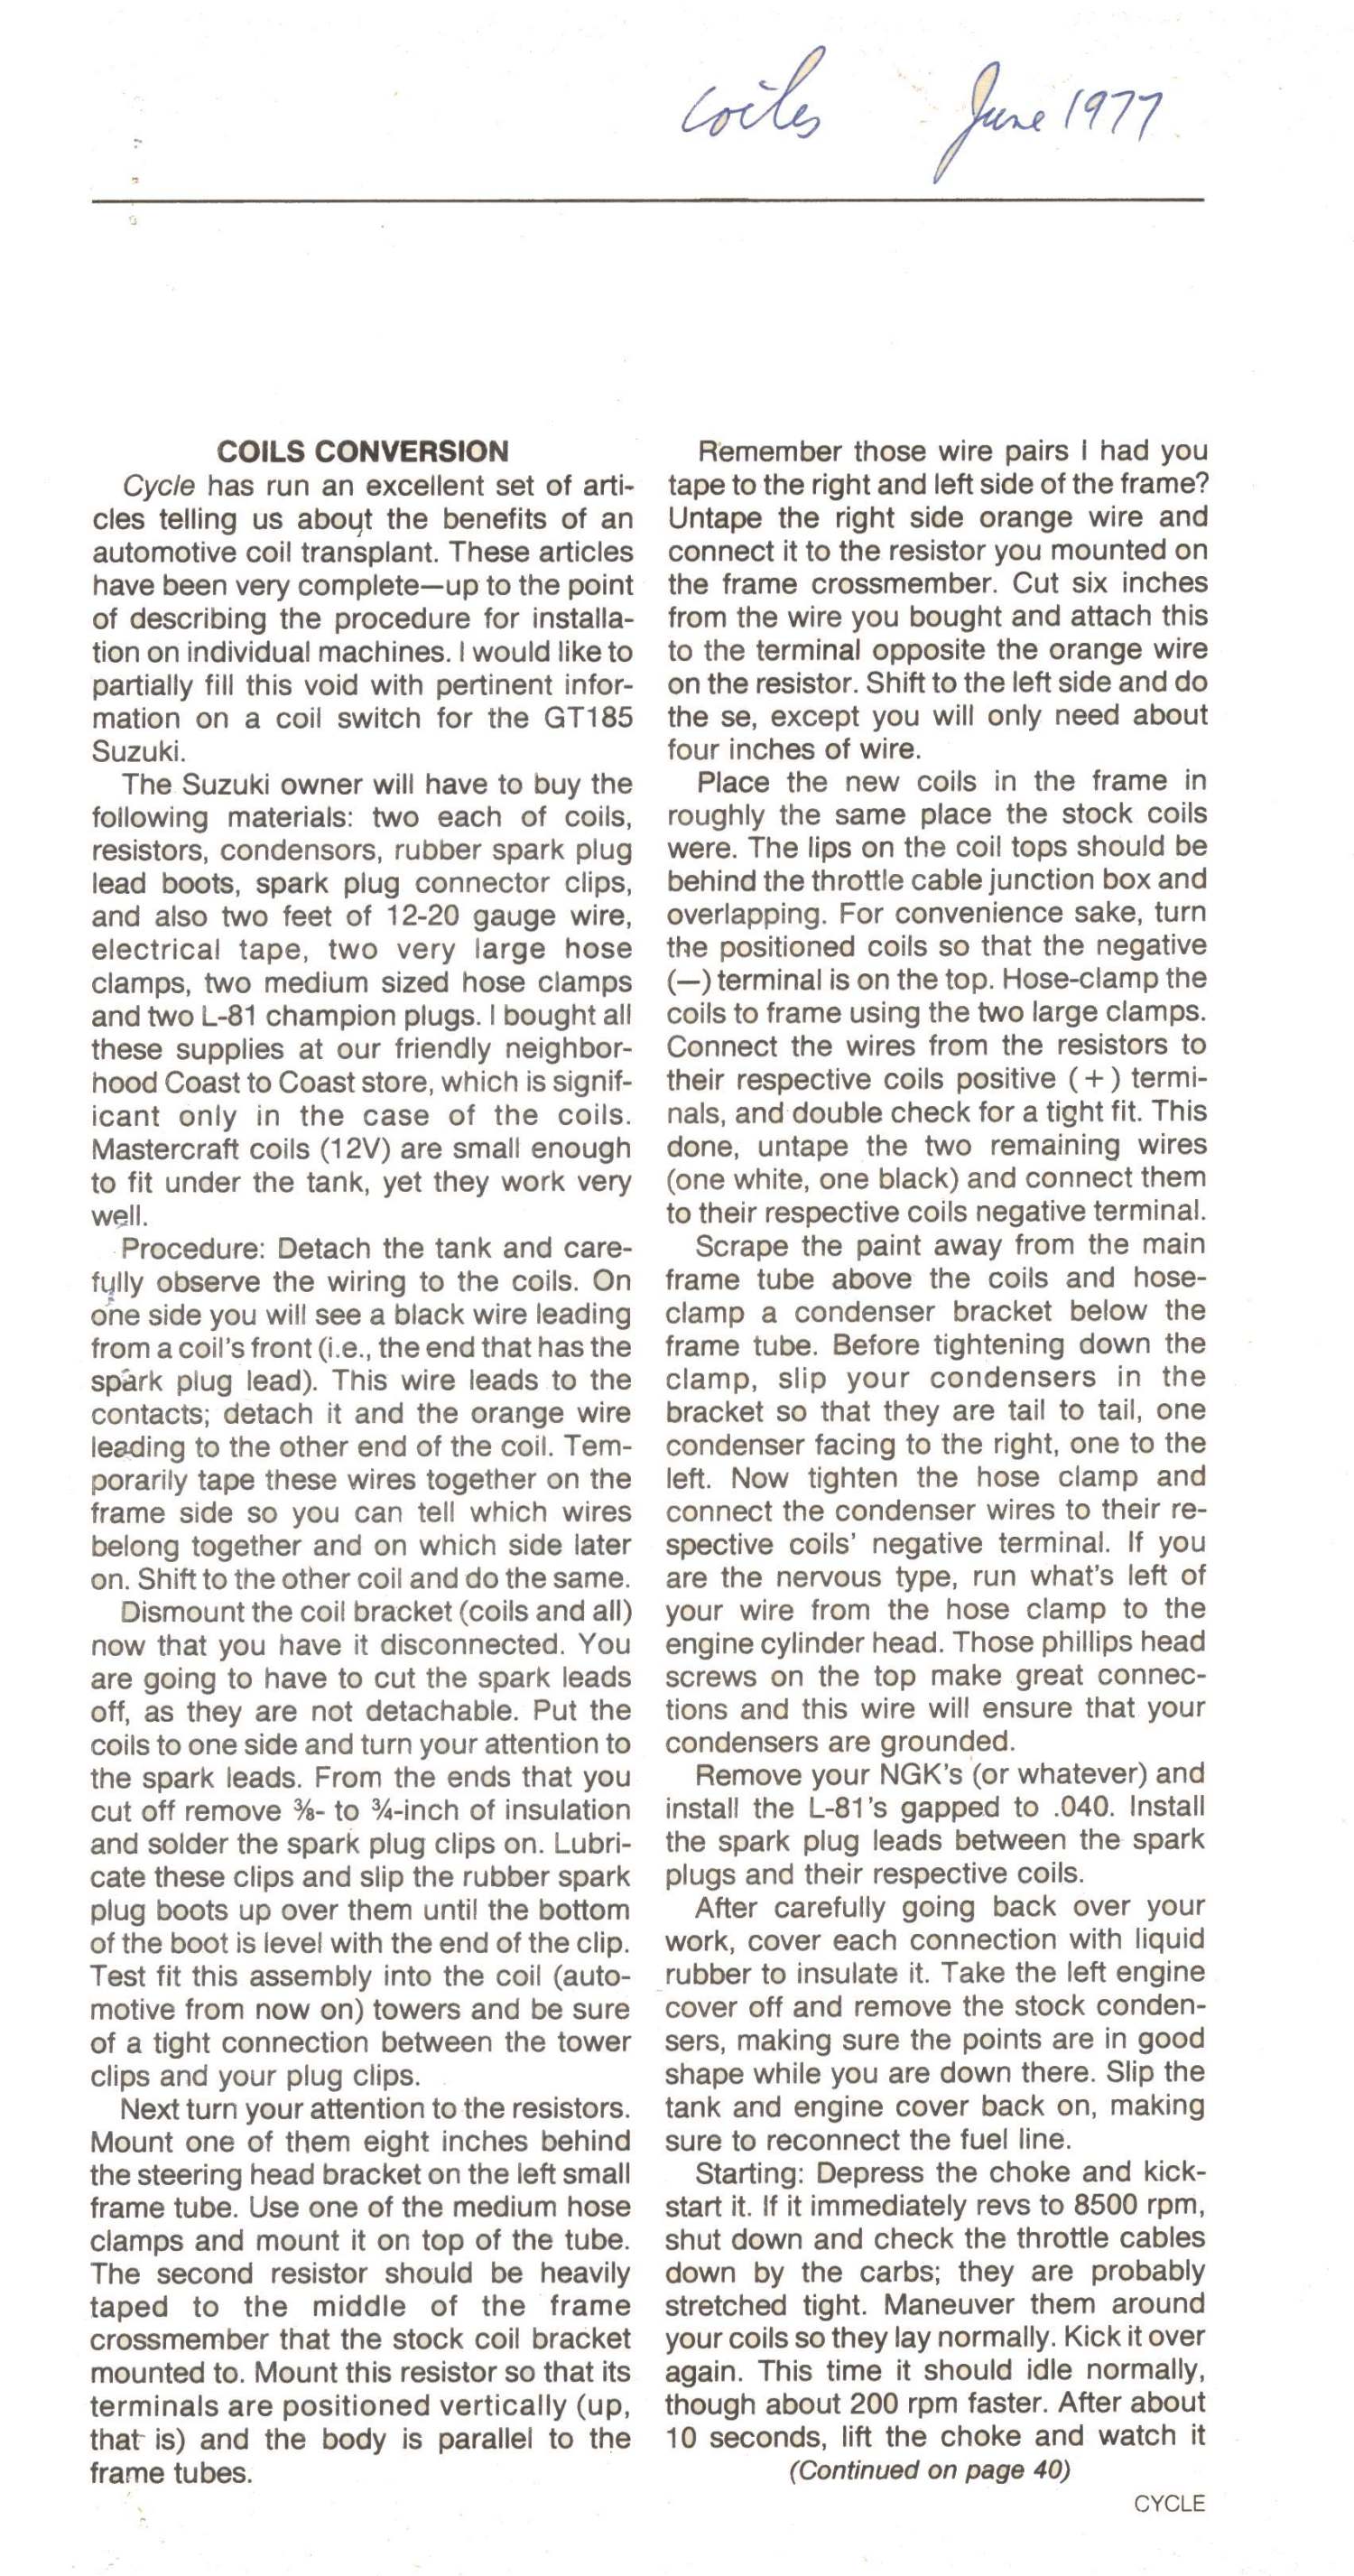 coiles June 1977
COILS CONVERSION
Cycle has run an excellent set of arti-
cles telling us about the benefits of an
automotive coil transplant. These articles
have been very complete—up to the point
of describing the procedure for installa-
tion on individual machines. I would like to
partially fill this void with pertinent infor-
mation on a coil switch for the GT185
Suzuki.
The Suzuki owner will have to buy the
following materials: two each of coils,
resistors, condensors, rubber spark plug
lead boots, spark plug connector clips,
and also two feet of 12-20 gauge wire,
electrical tape, two very large hose
clamps, two medium sized hose clamps
and two L-81 champion plugs. I bought all
these supplies at our friendly neighbor-
hood Coast to Coast store, which is signif-
icant only in the case of the coils.
Mastercraft coils (12V) are small enough
to fit under the tank, yet they work very
well.
Procedure: Detach the tank and care-
fully observe the wiring to the coils. On
one side you will see a black wire leading
from a coil's front (i.e., the end that has the
spark plug lead). This wire leads to the
contacts; detach it and the orange wire
leading to the other end of the coil. Tem-
porarily tape these wires together on the
frame side so you can tell which wires
belong together and on which side later
on. Shift to the other coil and do the same.
Dismount the coil bracket (coils and all)
now that you have it disconnected. You
are going to have to cut the spark leads
off, as they are not detachable. Put the
coils to one side and turn your attention to
the spark leads. From the ends that you
cut off remove ⅜- to ¾-inch of insulation
and solder the spark plug clips on. Lubri-
cate these clips and slip the rubber spark
plug boots up over them until the bottom
of the boot is level with the end of the clip.
Test fit this assembly into the coil (auto-
motive from now on) towers and be sure
of a tight connection between the tower
clips and your plug clips.
Next turn your attention to the resistors.
Mount one of them eight inches behind
the steering head bracket on the left small
frame tube. Use one of the medium hose
clamps and mount it on top of the tube.
The second resistor should be heavily
taped to the middle of the frame
crossmember that the stock coil bracket
mounted to. Mount this resistor so that its
terminals are positioned vertically (up,
that is) and the body is parallel to the
frame tubes.
Remember those wire pairs I had you
tape to the right and left side of the frame?
Untape the right side orange wire and
connect it to the resistor you mounted on
the frame crossmember. Cut six inches
from the wire you bought and attach this
to the terminal opposite the orange wire
on the resistor. Shift to the left side and do
the se, except you will only need about
four inches of wire.
Place the new coils in the frame in
roughly the same place the stock coils
were. The lips on the coil tops should be
behind the throttle cable junction box and
overlapping. For convenience sake, turn
the positioned coils so that the negative
(—) terminal is on the top. Hose-clamp the
coils to frame using the two large clamps.
Connect the wires from the resistors to
their respective coils positive (+) termi-
nals, and double check for a tight fit. This
done, untape the two remaining wires
(one white, one black) and connect them
to their respective coils negative terminal.
Scrape the paint away from the main
frame tube above the coils and hose-
clamp a condenser bracket below the
frame tube. Before tightening down the
clamp, slip your condensers in the
bracket so that they are tail to tail, one
condenser facing to the right, one to the
left. Now tighten the hose clamp and
connect the condenser wires to their re-
spective coils' negative terminal. If you
are the nervous type, run what's left of
your wire from the hose clamp to the
engine cylinder head. Those phillips head
screws on the top make great connec-
tions and this wire will ensure that your
condensers are grounded.
Remove your NGK's (or whatever) and
install the L-81's gapped to .040. Install
the spark plug leads between the spark
plugs and their respective coils.
After carefully going back over your
work, cover each connection with liquid
rubber to insulate it. Take the left engine
cover off and remove the stock conden-
sers, making sure the points are in good
shape while you are down there. Slip the
tank and engine cover back on, making
sure to reconnect the fuel line.
Starting: Depress the choke and kick-
start it. If it immediately revs to 8500 rpm,
shut down and check the throttle cables
down by the carbs; they are probably
stretched tight. Maneuver them around
your coils so they lay normally. Kick it over
again. This time it should idle normally,
though about 200 rpm faster. After about
10 seconds, lift the choke and watch it
(Continued on page 40)
CYCLE